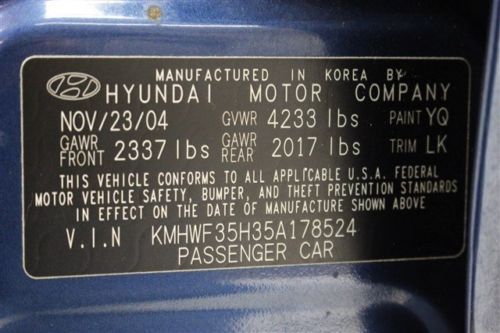 MANUFACTURED IN KOREA BY
HYUNDAI MOTOR COMPANY
NOV/23/04 GVWR 4233 lbs PAINT YQ
GAWR FRONT 2337 lbs GAWR REAR 2017 lbs TRIM LK
THIS VEHICLE CONFORMS TO APPLICABLE U.S.A. FEDERAL
MOTOR VEHICLE SAFETY, BUMPER, AND THEFT PREVENTION STANDARDS
IN EFFECT ON THE DATE OF MANUFACTURE SHOWN ABOVE
V.I.N KMHWF35H35A178524
PASSENGER CAR